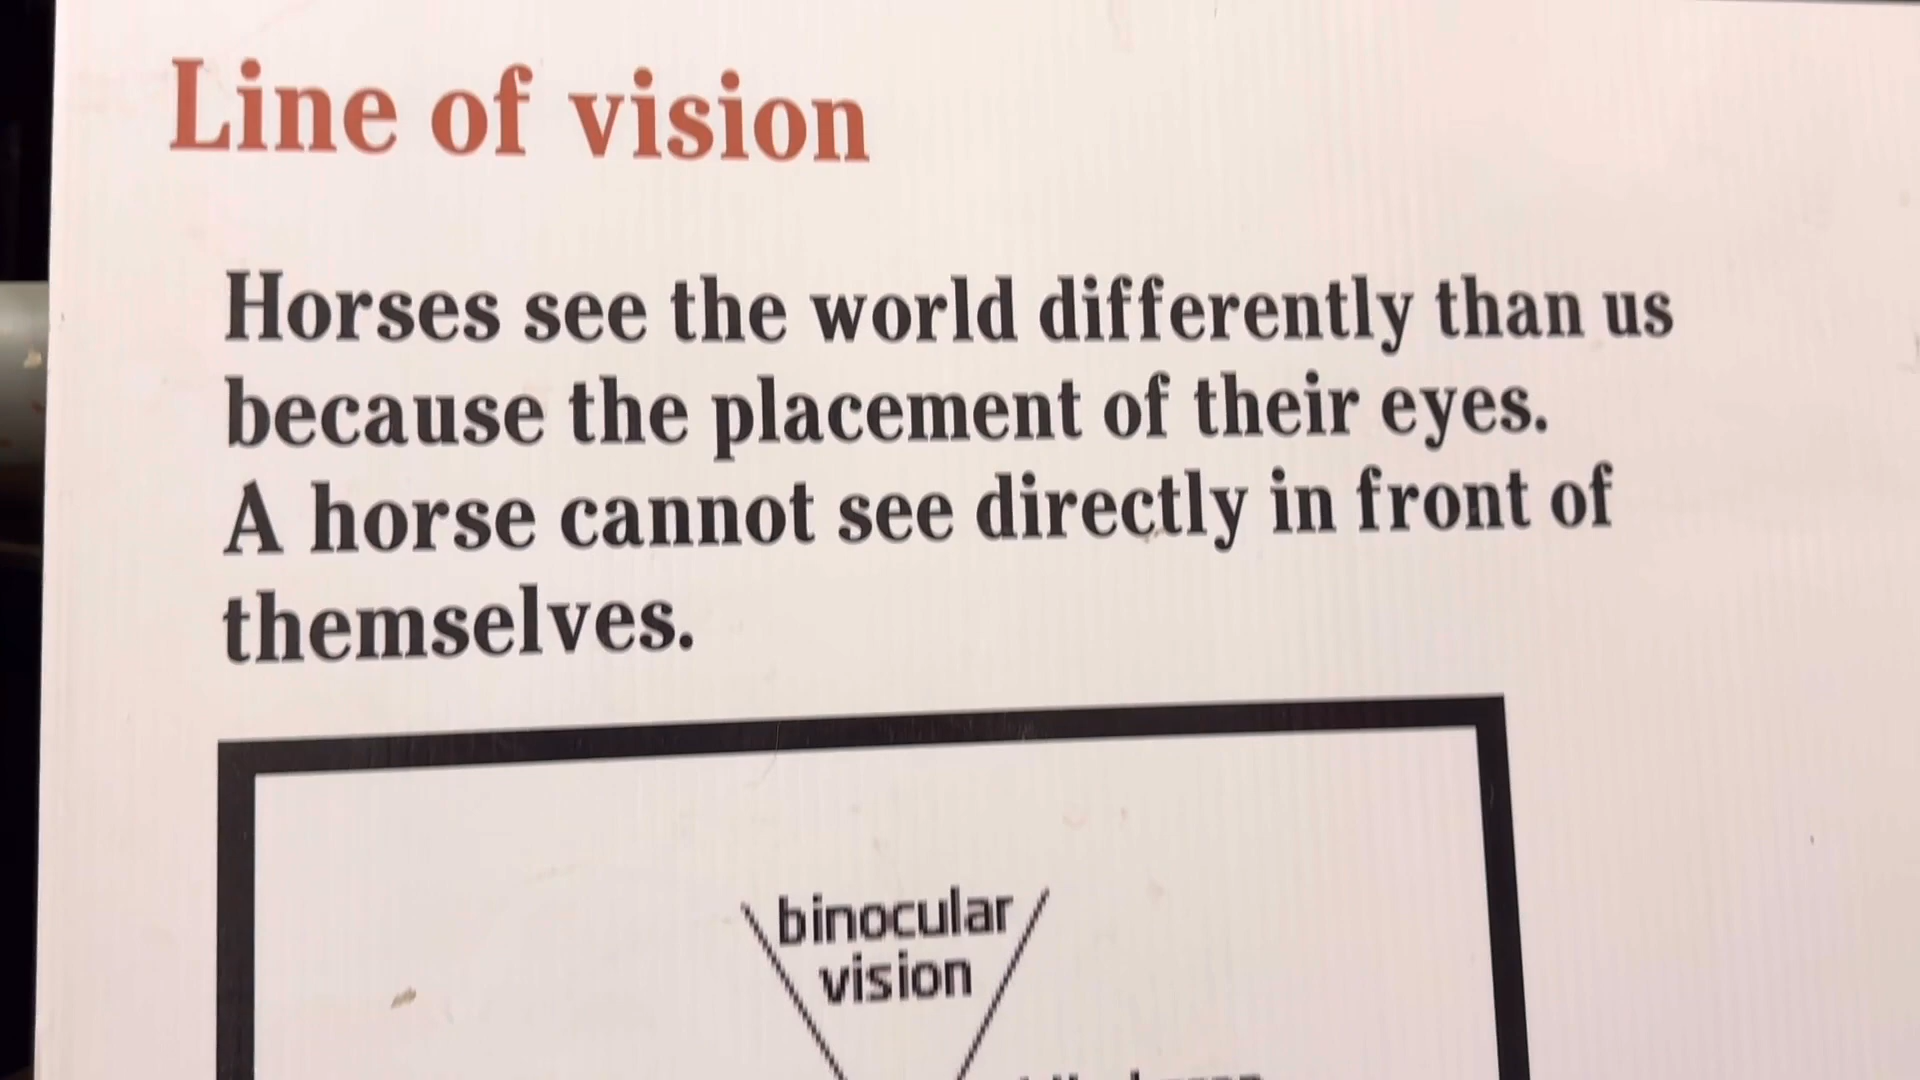 Line of vision
Horses see the world differently than us
because the placement of their eyes.
A horse cannot see directly in front of
themselves.
binocular
vision